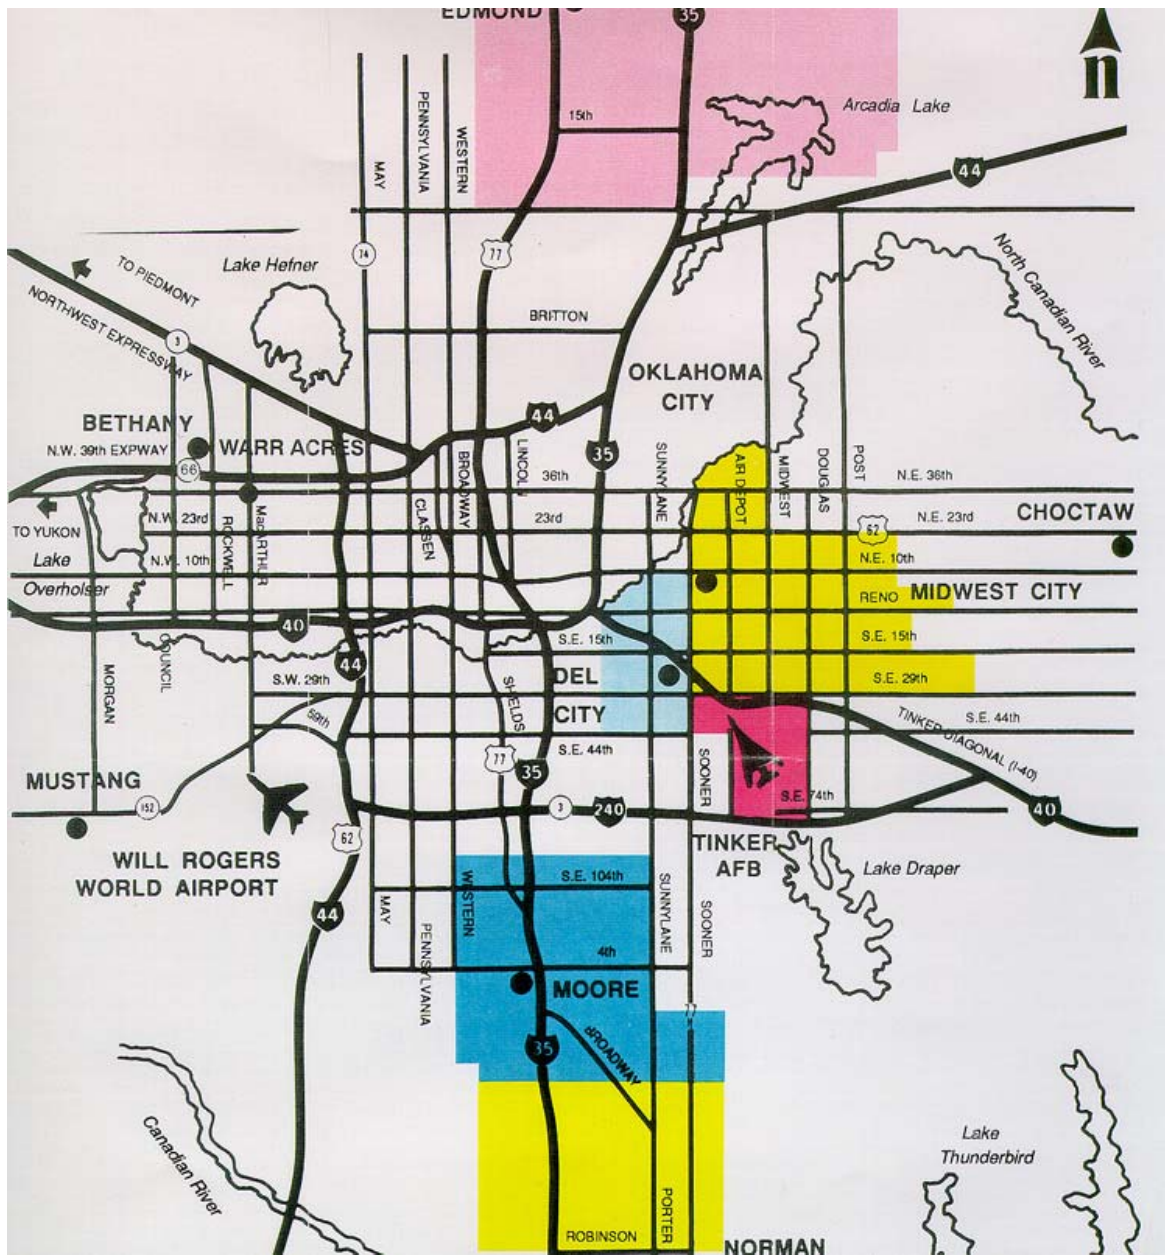 EDMOND
35
n
15th
Arcadia Lake
PENNSYLVANIA
WESTERN
MAY
44
74
77
North Canadian River
Lake Hefner
TO PIEDMONT
NORTHWEST EXPRESSWAY
3
BRITTON
OKLAHOMA
CITY
44
BETHANY
WARR ACRES
N.W. 39th EXPWAY
66
35
LINCOLN
BROADWAY
36th
SUNNYLANE
AIR DEPOT
MIDWEST
DOUGLAS
POST
N.E. 36th
TO YUKON
N.W. 23rd
ROCKWELL
MacARTHUR
CLASSEN
23rd
62
N.E. 23rd
CHOCTAW
Lake
Overholser
N.W. 10th
N.E. 10th
RENO
MIDWEST CITY
40
S.E. 15th
S.E. 15th
COUNCIL
MORGAN
44
S.W. 29th
SHIELDS
DEL
CITY
S.E. 29th
59th
S.E. 44th
S.E. 44th
TINKER DIAGONAL (I-40)
77
35
SOONER
MUSTANG
152
S.E. 74th
3
240
40
62
WILL ROGERS
WORLD AIRPORT
TINKER
AFB
Lake Draper
44
S.E. 104th
MAY
WESTERN
PENNSYLVANIA
SUNNYLANE
SOONER
4th
MOORE
77
35
BROADWAY
Canadian River
Lake
Thunderbird
PORTER
ROBINSON
NORMAN